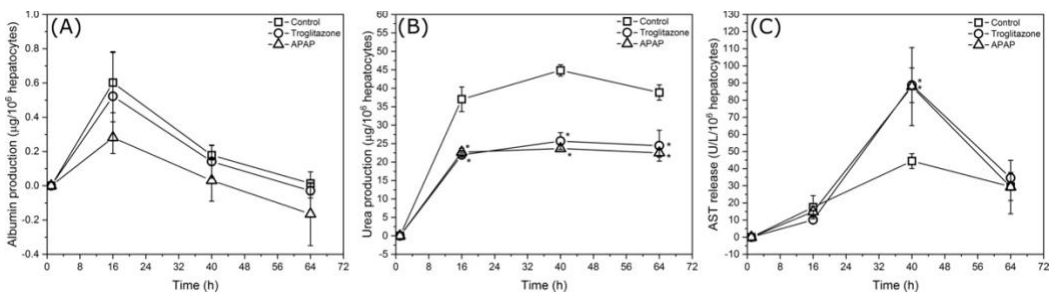 (A)
Control
Troglitazone
APAP
Albumin production (µg/10⁶ hepatocytes)
1.0
0.8
0.6
0.4
0.2
0.0
-0.2
-0.4
0 8 16 24 32 40 48 56 64 72
Time (h)
(B)
Control
Troglitazone
APAP
Urea production (µg/10⁶ hepatocytes)
60
55
50
45
40
35
30
25
20
15
10
5
0
-5
* * * * * *
0 8 16 24 32 40 48 56 64 72
Time (h)
(C)
Control
Troglitazone
APAP
AST release (U/L/10⁶ hepatocytes)
130
120
110
100
90
80
70
60
50
40
30
20
10
0
-10
* *
0 8 16 24 32 40 48 56 64 72
Time (h)